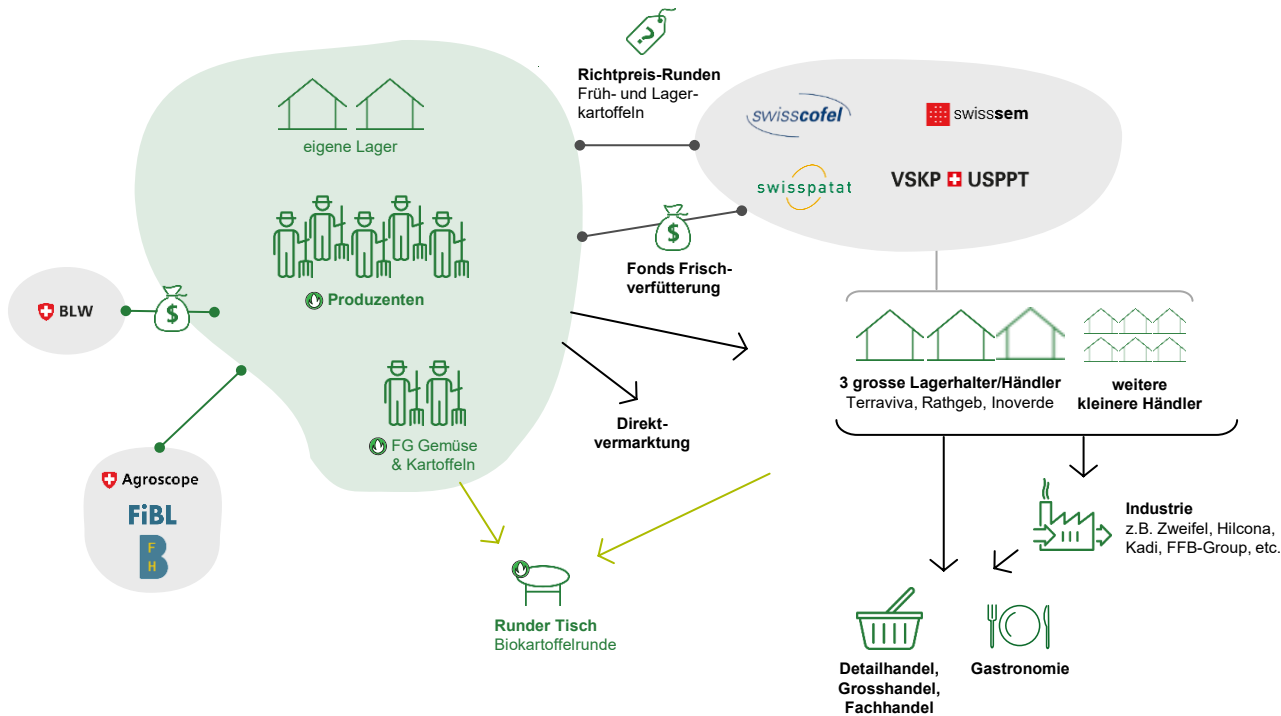 ?
Richtpreis-Runden
Früh- und Lager-
kartoffeln
eigene Lager
swisscofel
swisssem
swisspatat
VSKP USPPT
$
Fonds Frisch-
verfütterung
Produzenten
BLW
$
3 grosse Lagerhalter/Händler
Terraviva, Rathgeb, Inoverde
weitere
kleinere Händler
Direkt-
vermarktung
FG Gemüse
& Kartoffeln
Agroscope
FiBL
B
F
H
Industrie
z.B. Zweifel, Hilcona,
Kadi, FFB-Group, etc.
Runder Tisch
Biokartoffelrunde
Detailhandel,
Grosshandel,
Fachhandel
Gastronomie